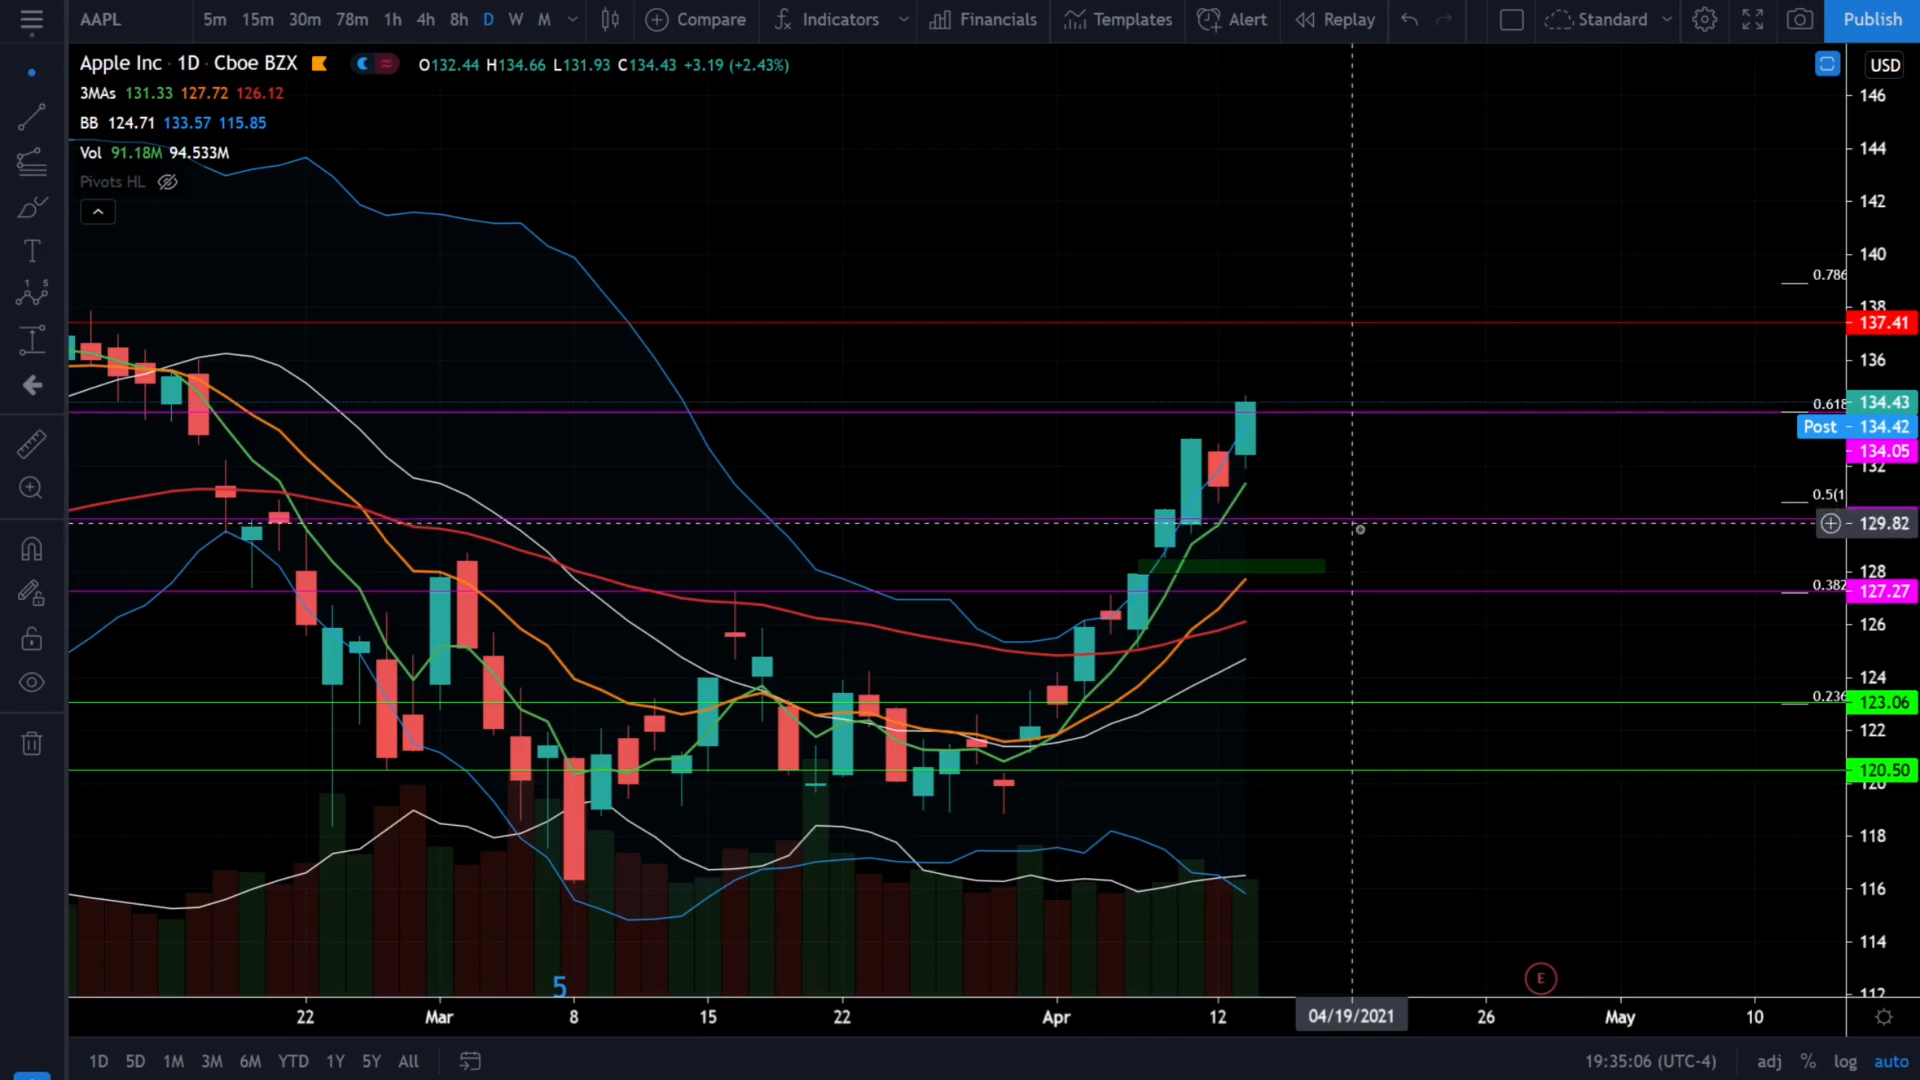 AAPL 5m 15m 30m 78m 1h 4h 8h D W M Compare Indicators Financials Templates Alert Replay Standard Publish
Apple Inc · 1D · Cboe BZX O132.44 H134.66 L131.93 C134.43 +3.19 (+2.43%)
USD
3MAs 131.33 127.72 126.12
BB 124.71 133.57 115.85
Vol 91.18M 94.533M
Pivots HL
146
144
142
140
0.786
138
137.41
136
0.618 134.43
Post 134.42
134.05
132
0.5(1
129.82
128
0.382 127.27
126
124
0.236 123.06
122
120.50
120
118
116
114
112
1 5
5
E
22 Mar 8 15 22 Apr 12 04/19/2021 26 May 10
1D 5D 1M 3M 6M YTD 1Y 5Y All 19:35:06 (UTC-4) adj % log auto